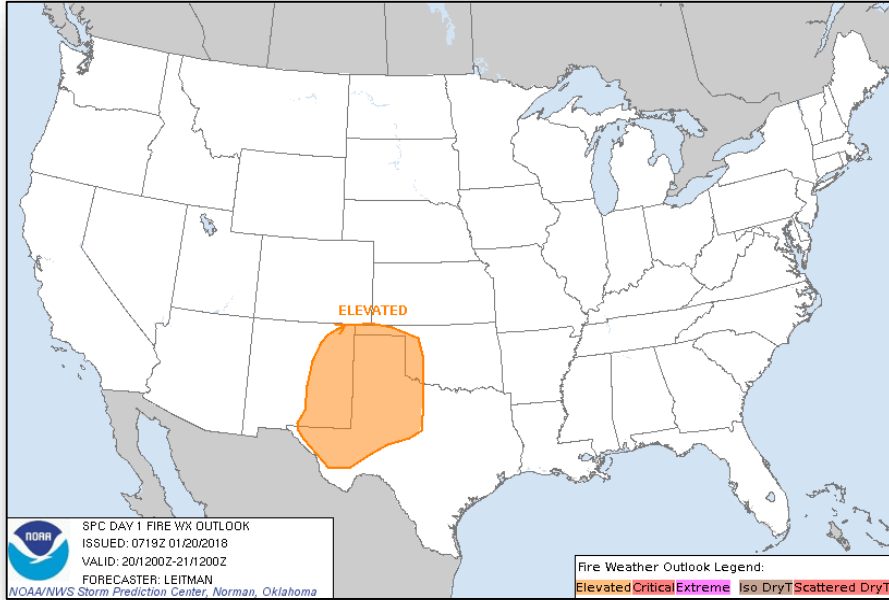 ELEVATED
NOAA
SPC DAY 1 FIRE WX OUTLOOK
ISSUED: 0719Z 01/20/2018
VALID: 20/1200Z-21/1200Z
FORECASTER: LEITMAN
NOAA/NWS Storm Prediction Center, Norman, Oklahoma
Fire Weather Outlook Legend:
Elevated Critical Extreme Iso DryT Scattered DryT